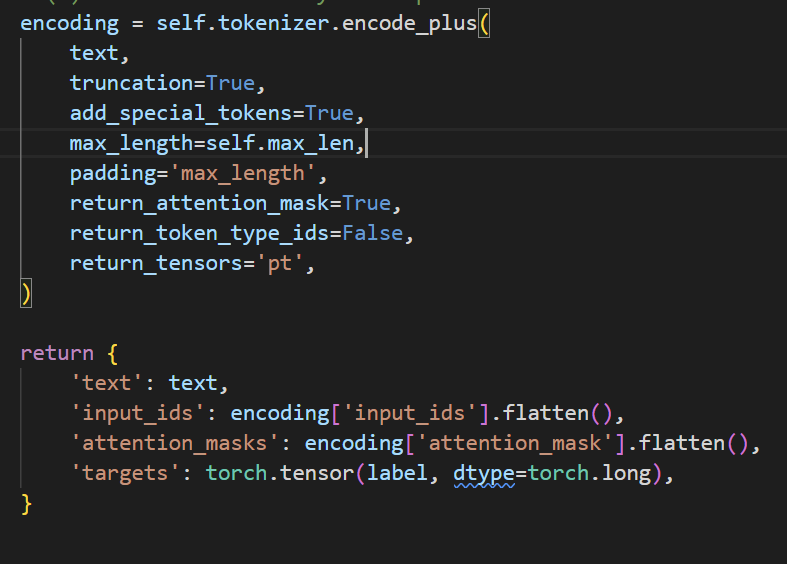 encoding = self.tokenizer.encode_plus(
    text,
    truncation=True,
    add_special_tokens=True,
    max_length=self.max_len,
    padding='max_length',
    return_attention_mask=True,
    return_token_type_ids=False,
    return_tensors='pt',
)
return {
    'text': text,
    'input_ids': encoding['input_ids'].flatten(),
    'attention_masks': encoding['attention_mask'].flatten(),
    'targets': torch.tensor(label, dtype=torch.long),
}